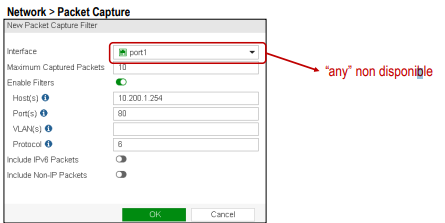 Network > Packet Capture
New Packet Capture Filter
Interface
port1
"any" non disponible
Maximum Captured Packets
10
Enable Filters
Host(s)
10.200.1.254
Port(s)
80
VLAN(s)
Protocol
6
Include IPv6 Packets
Include Non-IP Packets
OK
Cancel